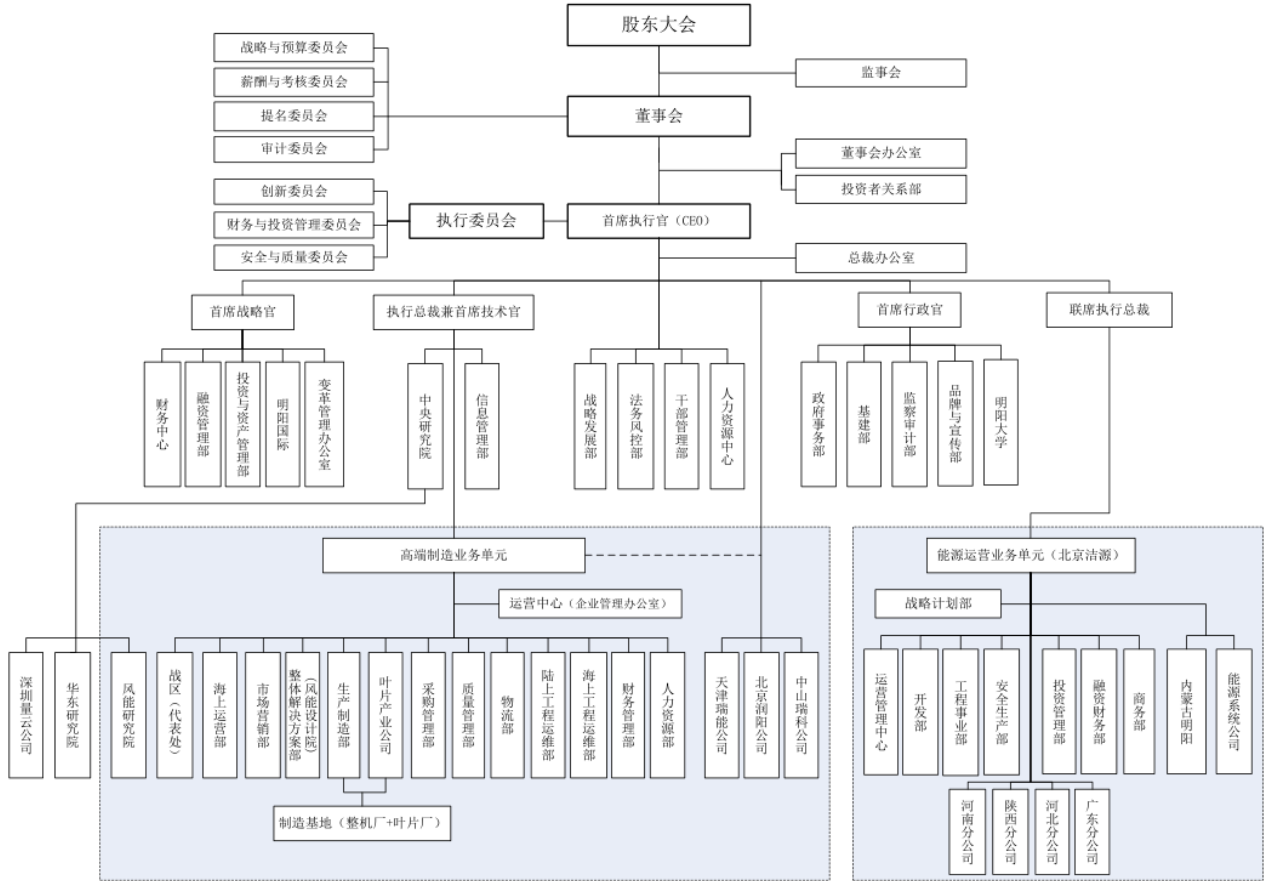 股东大会
战略与预算委员会
薪酬与考核委员会
提名委员会
审计委员会
监事会
董事会
董事会办公室
投资者关系部
创新委员会
财务与投资管理委员会
安全与质量委员会
执行委员会
首席执行官（CEO）
总裁办公室
首席战略官
执行总裁兼首席技术官
首席行政官
联席执行总裁
财务中心
融资管理部
投资与资产管理部
明阳国际
变革管理办公室
中央研究院
信息管理部
战略发展部
法务风控部
干部管理部
人力资源中心
政府事务部
基建部
监察审计部
品牌与宣传部
明阳大学
高端制造业务单元
运营中心（企业管理办公室）
深圳量云公司
华东研究院
风能研究院
战区（代表处）
海上运营部
市场营销部
（风能设计院）
整体解决方案部
生产制造部
叶片产业公司
采购管理部
质量管理部
物流部
陆上工程运维部
海上工程运维部
财务管理部
人力资源部
制造基地（整机厂+叶片厂）
天津瑞能公司
北京润阳公司
中山瑞科公司
能源运营业务单元（北京洁源）
战略计划部
运营管理中心
开发部
工程事业部
安全生产部
投资管理部
融资财务部
商务部
内蒙古明阳
能源系统公司
河南分公司
陕西分公司
河北分公司
广东分公司